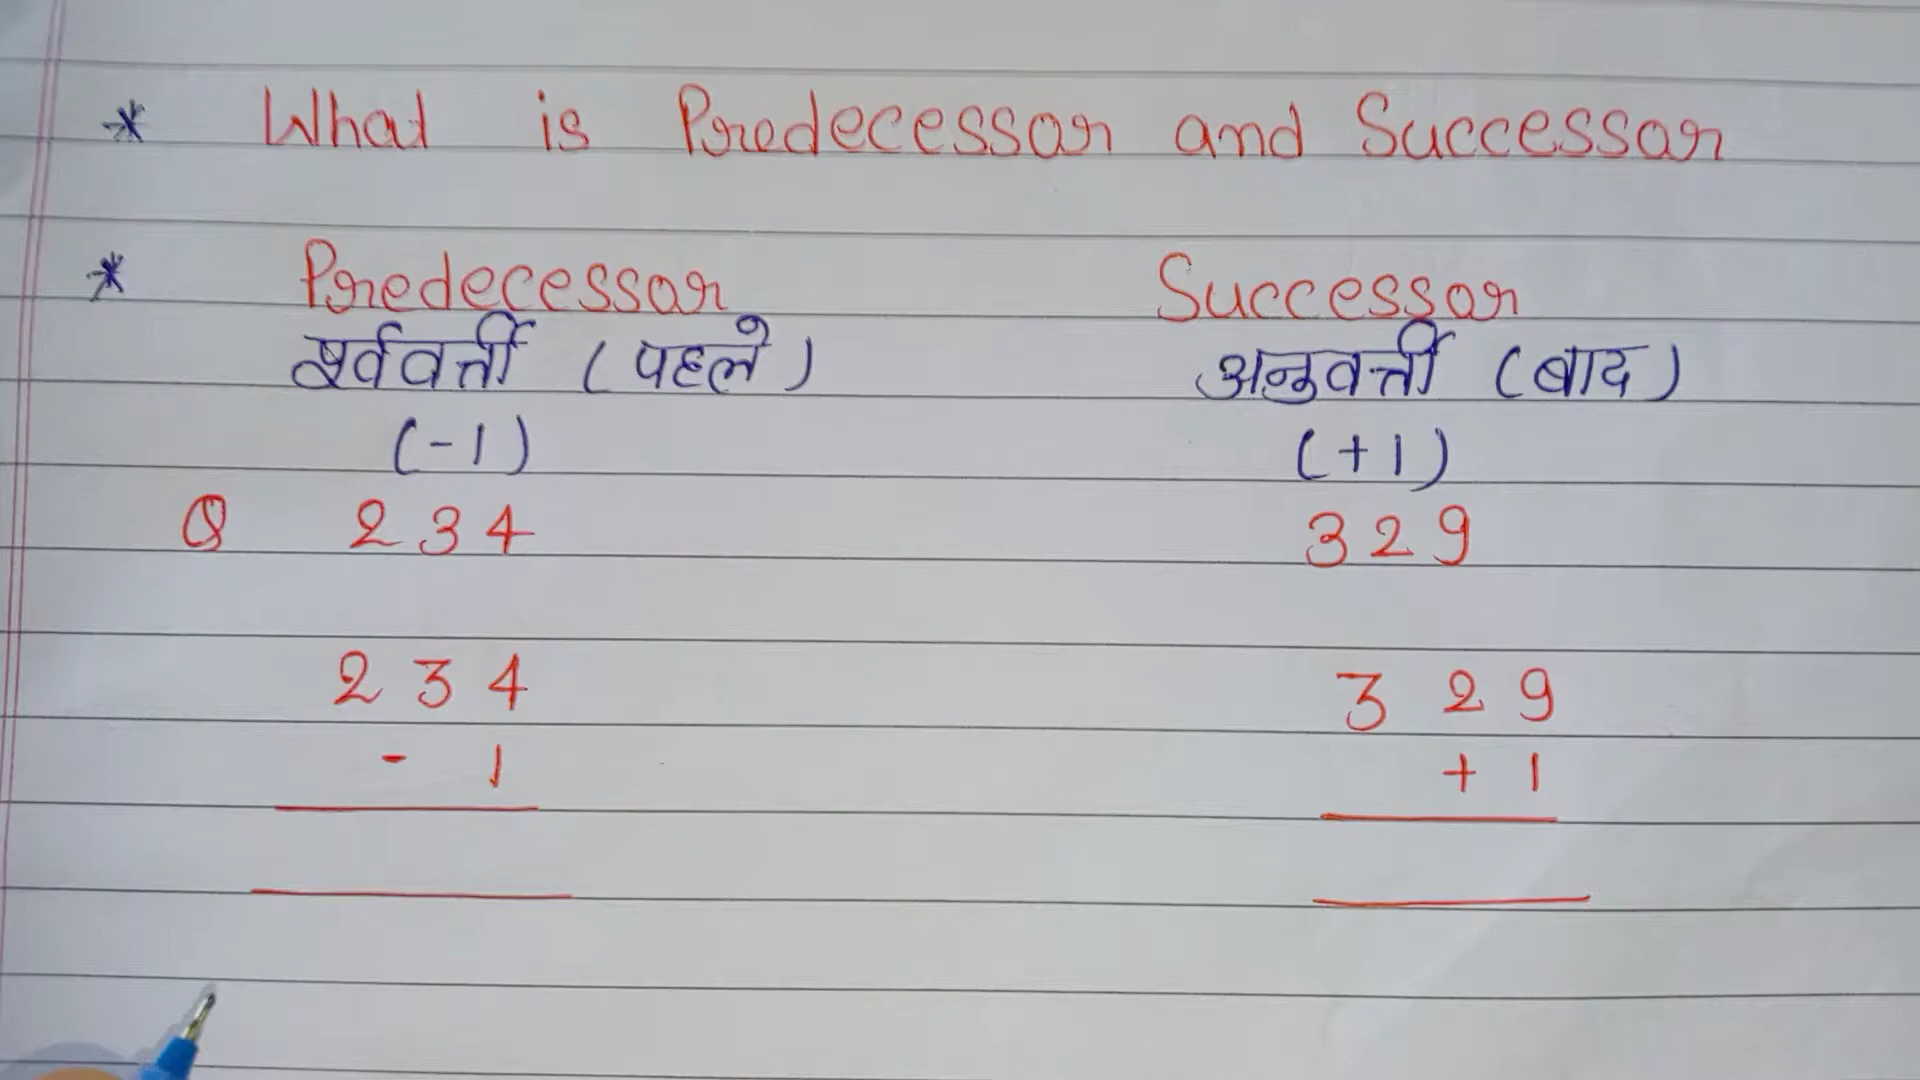 * What is Predecessor and Successor
* Predecessor Successor
पूर्ववर्त्ती (पहले) अनुवर्त्ती (बाद)
(-1) (+1)
Q 234 329
234 329
- 1 + 1